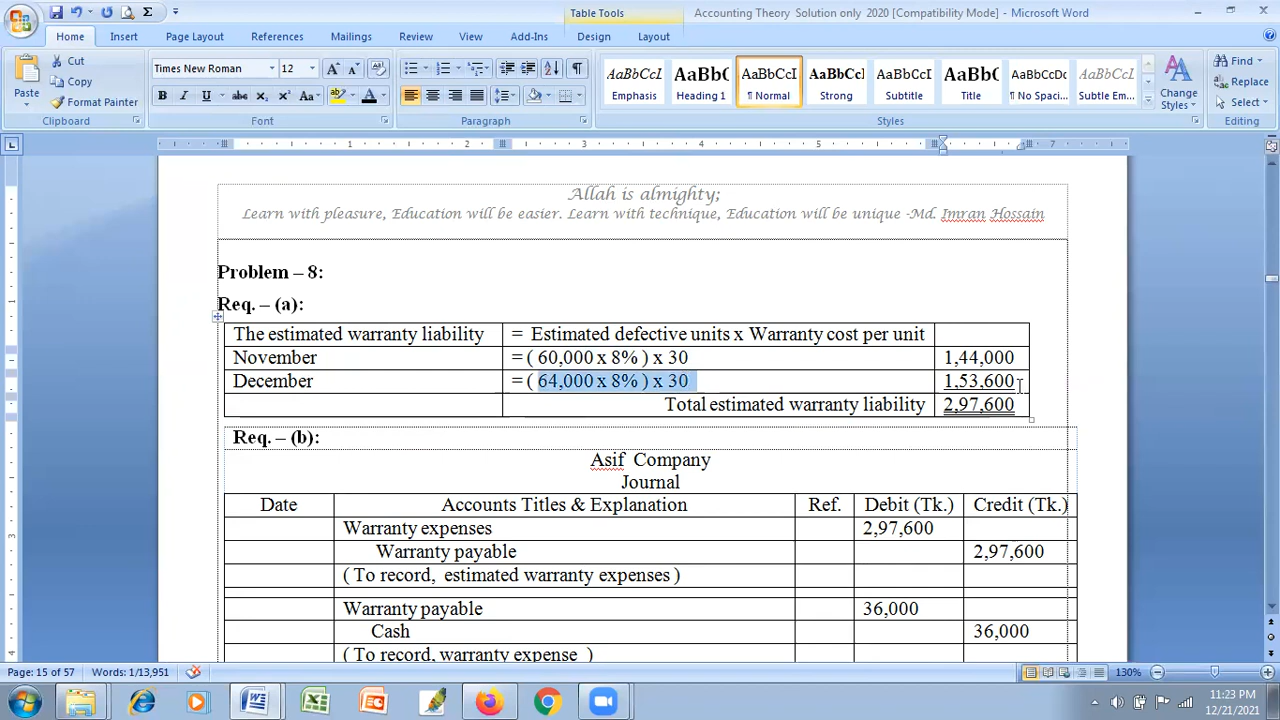 Table Tools
Accounting Theory Solution only 2020 [Compatibility Mode] - Microsoft Word
Home Insert Page Layout References Mailings Review View Add-Ins Design Layout
Paste
Cut
Copy
Format Painter
Clipboard
Times New Roman 12
Font
Paragraph
AaBbCcI AaBbC AaBbCcI AaBbCc AaBbCcI AaBbC AaBbCcDc AaBbCcI
Emphasis Heading 1 ¶ Normal Strong Subtitle Title ¶ No Spaci... Subtle Em...
Change Styles
Styles
Find
Replace
Select
Editing
1 2 3 4 5 7
Allah is almighty;
Learn with pleasure, Education will be easier. Learn with technique, Education will be unique -Md. Imran Hossain
Problem – 8:
Req. – (a):
The estimated warranty liability = Estimated defective units x Warranty cost per unit
November = ( 60,000 x 8% ) x 30 1,44,000
December = ( 64,000 x 8% ) x 30 1,53,600
Total estimated warranty liability 2,97,600
Req. – (b):
Asif Company
Journal
Date Accounts Titles & Explanation Ref. Debit (Tk.) Credit (Tk.)
Warranty expenses 2,97,600
Warranty payable 2,97,600
( To record, estimated warranty expenses )
Warranty payable 36,000
Cash 36,000
( To record, warranty expense )
Page: 15 of 57 Words: 1/13,951 130%
11:23 PM
12/21/2021